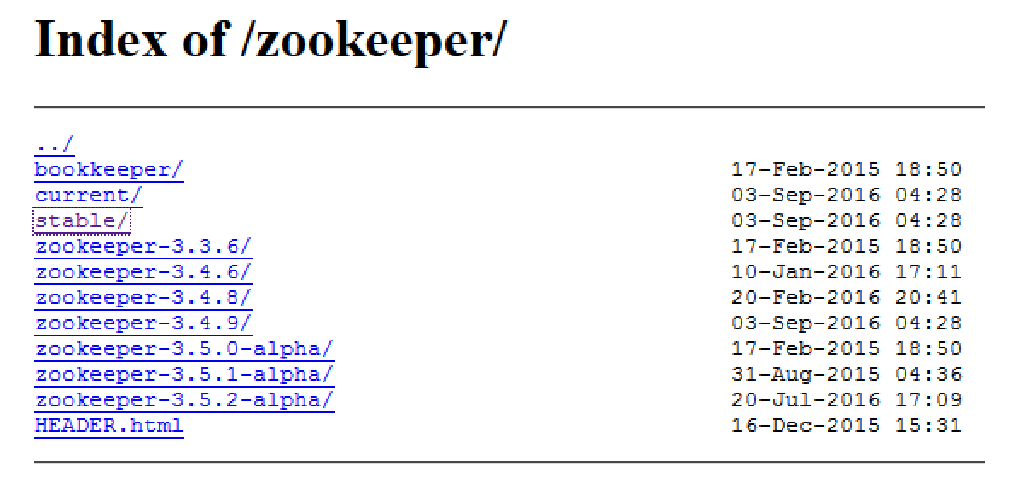 Index of /zookeeper/
../
bookkeeper/ 17-Feb-2015 18:50
current/ 03-Sep-2016 04:28
stable/ 03-Sep-2016 04:28
zookeeper-3.3.6/ 17-Feb-2015 18:50
zookeeper-3.4.6/ 10-Jan-2016 17:11
zookeeper-3.4.8/ 20-Feb-2016 20:41
zookeeper-3.4.9/ 03-Sep-2016 04:28
zookeeper-3.5.0-alpha/ 17-Feb-2015 18:50
zookeeper-3.5.1-alpha/ 31-Aug-2015 04:36
zookeeper-3.5.2-alpha/ 20-Jul-2016 17:09
HEADER.html 16-Dec-2015 15:31